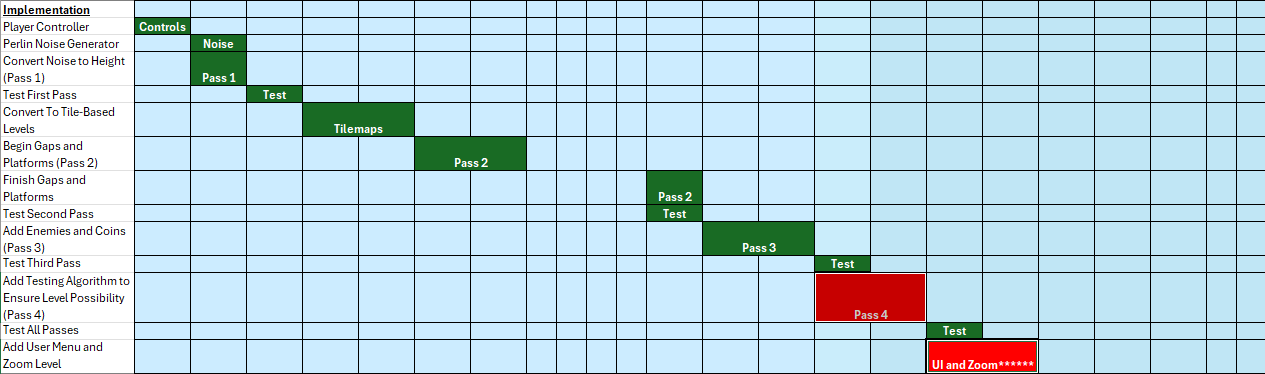 Implementation
Player Controller
Controls
Perlin Noise Generator
Noise
Convert Noise to Height
(Pass 1)
Pass 1
Test First Pass
Test
Convert To Tile-Based
Levels
Tilemaps
Begin Gaps and
Platforms (Pass 2)
Pass 2
Finish Gaps and
Platforms
Pass 2
Test Second Pass
Test
Add Enemies and Coins
(Pass 3)
Pass 3
Test Third Pass
Test
Add Testing Algorithm to
Ensure Level Possibility
(Pass 4)
Pass 4
Test All Passes
Test
Add User Menu and
Zoom Level
UI and Zoom******